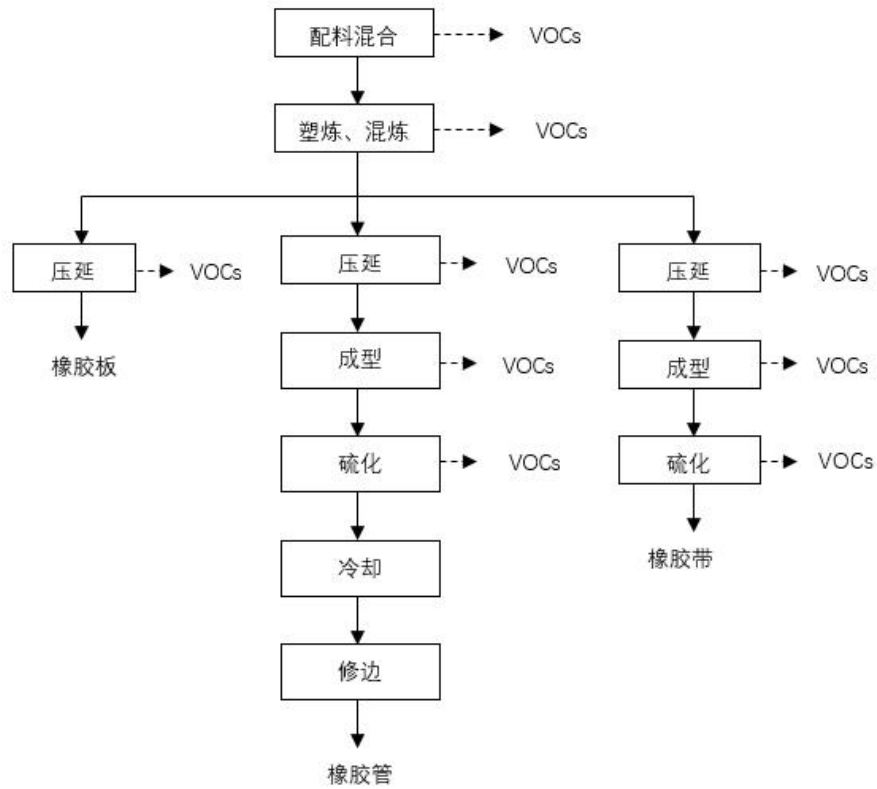 配料混合
VOCs
塑炼、混炼
VOCs
压延
VOCs
压延
VOCs
压延
VOCs
橡胶板
成型
VOCs
成型
VOCs
硫化
VOCs
硫化
VOCs
冷却
橡胶带
修边
橡胶管